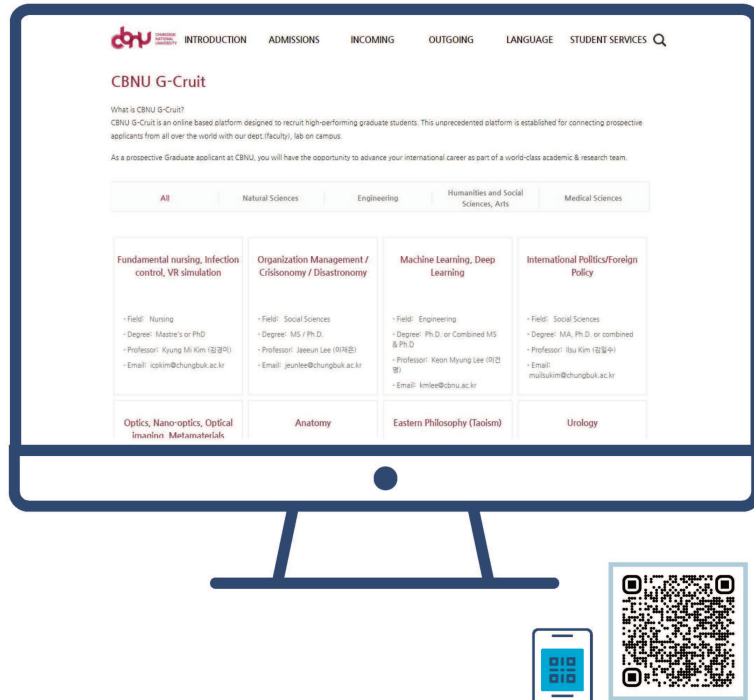 cbnu CHUNGBUK NATIONAL UNIVERSITY
INTRODUCTION ADMISSIONS INCOMING OUTGOING LANGUAGE STUDENT SERVICES
CBNU G-Cruit
What is CBNU G-Cruit?
CBNU G-Cruit is an online based platform designed to recruit high-performing graduate students. This unprecedented platform is established for connecting prospective
applicants from all over the world with our dept.(faculty), lab on campus.
As a prospective Graduate applicant at CBNU, you will have the opportunity to advance your international career as part of a world-class academic & research team.
All Natural Sciences Engineering Humanities and Social Sciences, Arts Medical Sciences
Fundamental nursing, Infection
control, VR simulation
- Field: Nursing
- Degree: Mastre's or PhD
- Professor: Kyung Mi Kim (김경미)
- Email: icpkim@chungbuk.ac.kr
Organization Management /
Crisisonomy / Disastronomy
- Field: Social Sciences
- Degree: MS / Ph.D.
- Professor: Jaeeun Lee (이재은)
- Email: jeunlee@chungbuk.ac.kr
Machine Learning, Deep
Learning
- Field: Engineering
- Degree: Ph.D. or Combined MS
& Ph.D
- Professor: Keon Myung Lee (이건
명)
- Email: kmlee@cbnu.ac.kr
International Politics/Foreign
Policy
- Field: Social Sciences
- Degree: MA, Ph.D. or combined
- Professor: Ilsu Kim (김일수)
- Email:
muilsukim@chungbuk.ac.kr
Optics, Nano-optics, Optical
imaging, Metamaterials
Anatomy
Eastern Philosophy (Taoism)
Urology